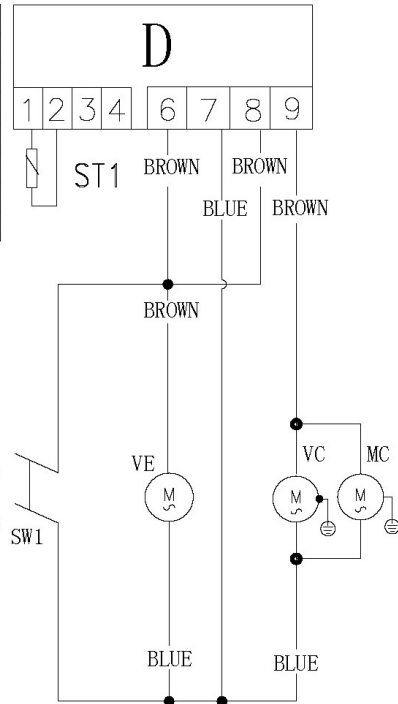 D
1 2 3 4 6 7 8 9
ST1
BROWN BROWN
BLUE BROWN
BROWN
VE VC MC
M M M
SW1
BLUE BLUE